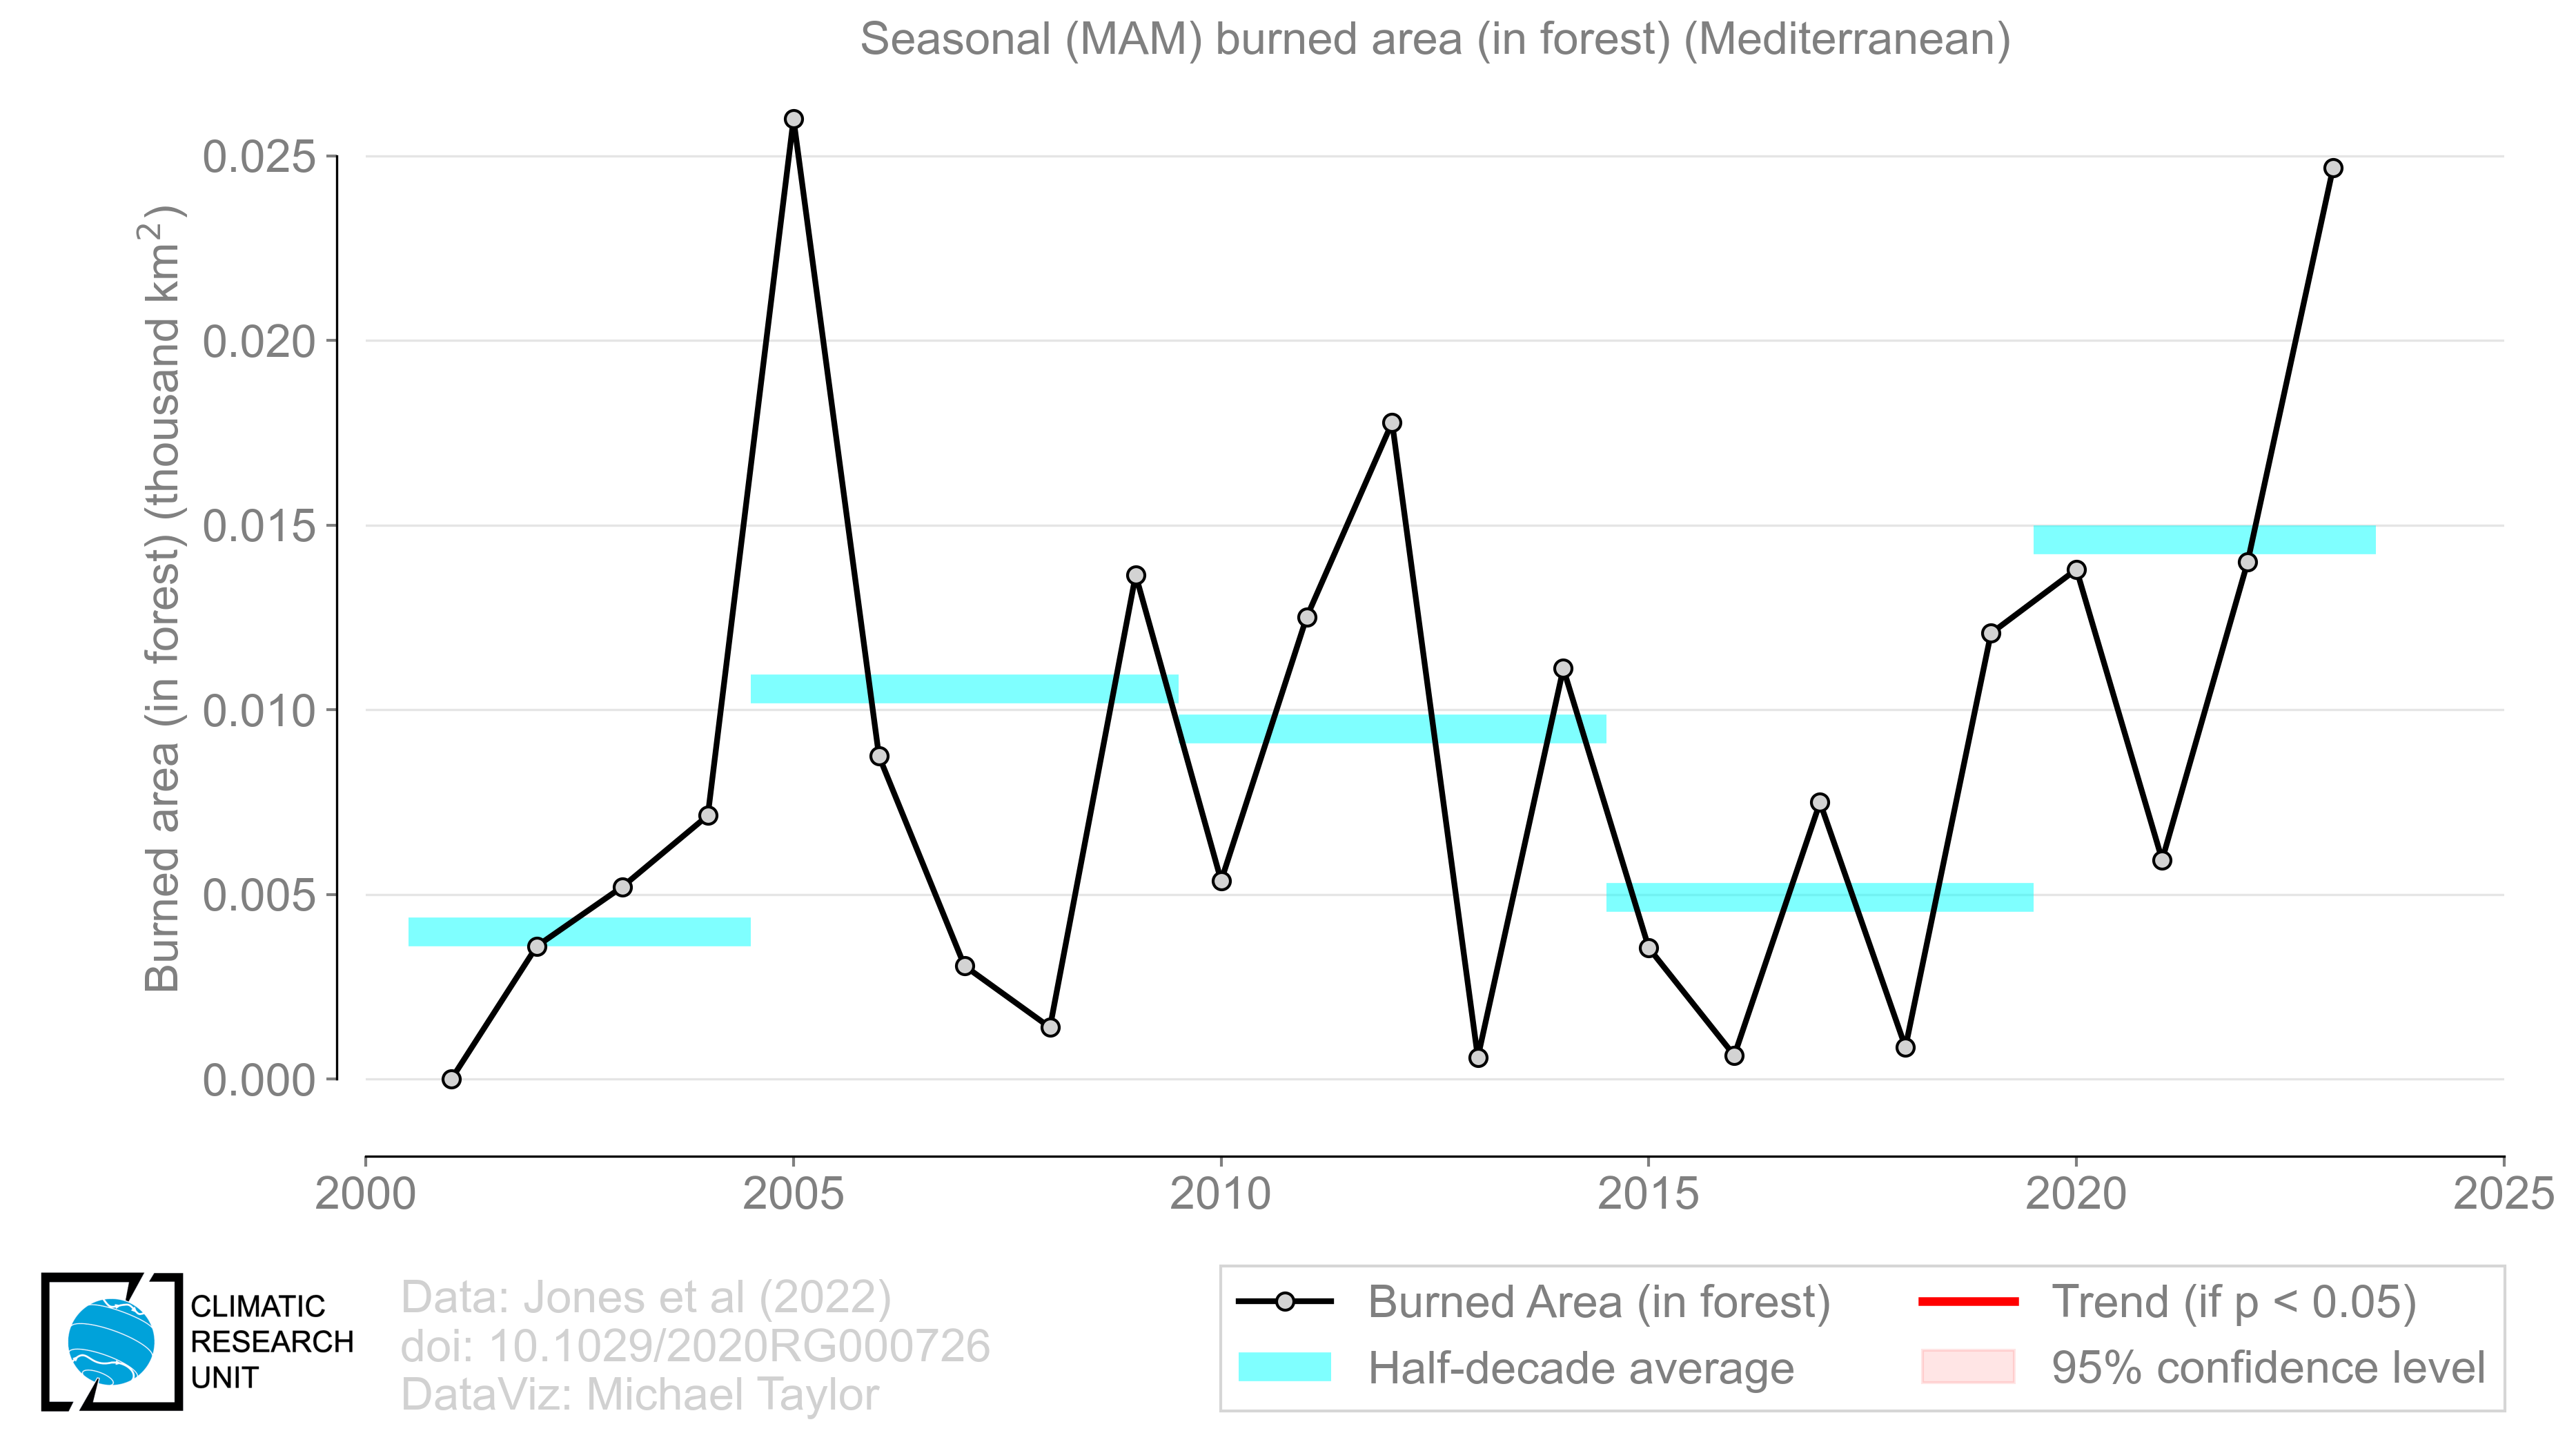 Seasonal (MAM) burned area (in forest) (Mediterranean)
Burned area (in forest) (thousand km²)
0.025
0.020
0.015
0.010
0.005
0.000
2000 2005 2010 2015 2020 2025
CLIMATIC
RESEARCH
UNIT
Data: Jones et al (2022)
doi: 10.1029/2020RG000726
DataViz: Michael Taylor
Burned Area (in forest)
Half-decade average
Trend (if p < 0.05)
95% confidence level